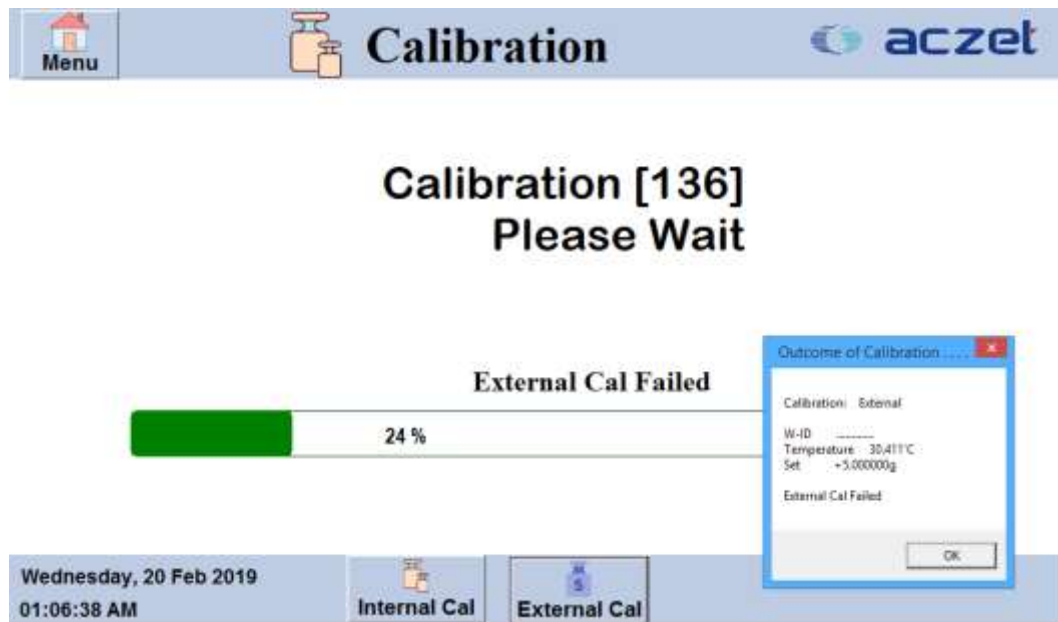 Menu
Calibration
aczet
Calibration [136]
Please Wait
External Cal Failed
24 %
Outcome of Calibration .....
Calibration: External
W-ID -------
Temperature 30.411'C
Set +5.000000g
External Cal Failed
OK
Wednesday, 20 Feb 2019
01:06:38 AM
Internal Cal
M
S
External Cal